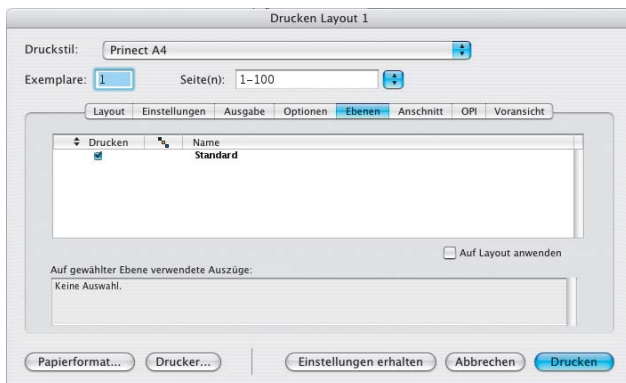 Drucken Layout 1
Druckstil: Prinect A4
Exemplare: 1 Seite(n): 1-100
Layout Einstellungen Ausgabe Optionen Ebenen Anschnitt OPI Voransicht
Drucken Name
Standard
Auf Layout anwenden
Auf gewählter Ebene verwendete Auszüge:
Keine Auswahl.
Papierformat... Drucker... Einstellungen erhalten Abbrechen Drucken